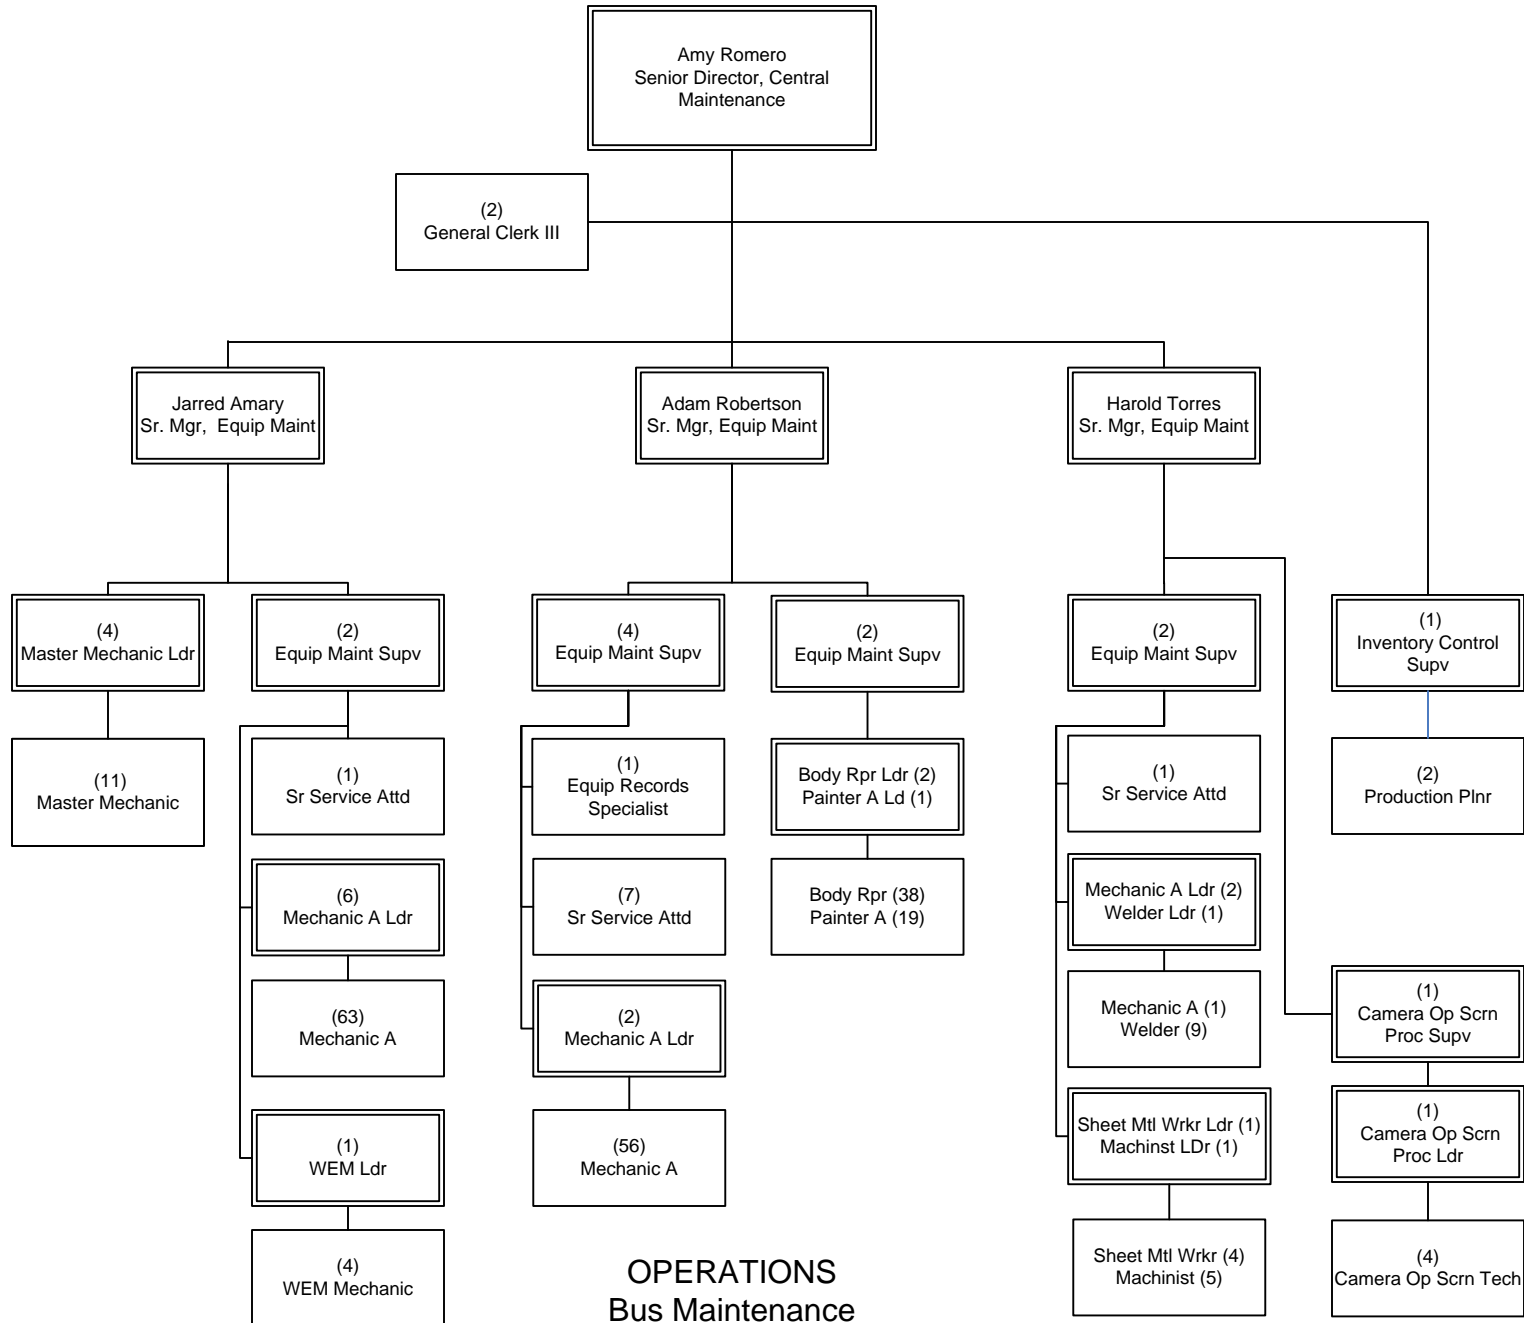 Amy Romero
Senior Director, Central
Maintenance
(2)
General Clerk III
Jarred Amary
Sr. Mgr, Equip Maint
Adam Robertson
Sr. Mgr, Equip Maint
Harold Torres
Sr. Mgr, Equip Maint
(4)
Master Mechanic Ldr
(2)
Equip Maint Supv
(4)
Equip Maint Supv
(2)
Equip Maint Supv
(2)
Equip Maint Supv
(1)
Inventory Control
Supv
(11)
Master Mechanic
(1)
Sr Service Attd
(1)
Equip Records
Specialist
Body Rpr Ldr (2)
Painter A Ld (1)
(1)
Sr Service Attd
(2)
Production Plnr
(6)
Mechanic A Ldr
(7)
Sr Service Attd
Body Rpr (38)
Painter A (19)
Mechanic A Ldr (2)
Welder Ldr (1)
(63)
Mechanic A
(2)
Mechanic A Ldr
Mechanic A (1)
Welder (9)
(1)
Camera Op Scrn
Proc Supv
(1)
WEM Ldr
(56)
Mechanic A
Sheet Mtl Wrkr Ldr (1)
Machinst LDr (1)
(1)
Camera Op Scrn
Proc Ldr
(4)
WEM Mechanic
Sheet Mtl Wrkr (4)
Machinist (5)
(4)
Camera Op Scrn Tech
OPERATIONS
Bus Maintenance